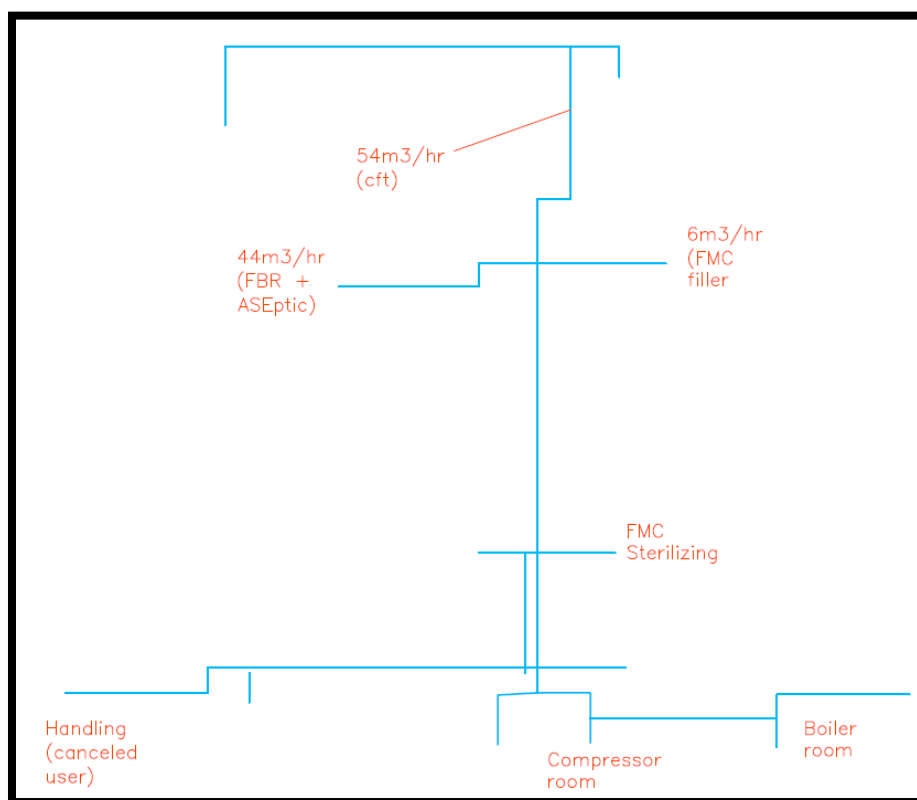 54m3/hr
(cft)
44m3/hr
(FBR +
ASEptic)
6m3/hr
(FMC
filler
FMC
Sterilizing
Handling
(canceled
user)
Compressor
room
Boiler
room